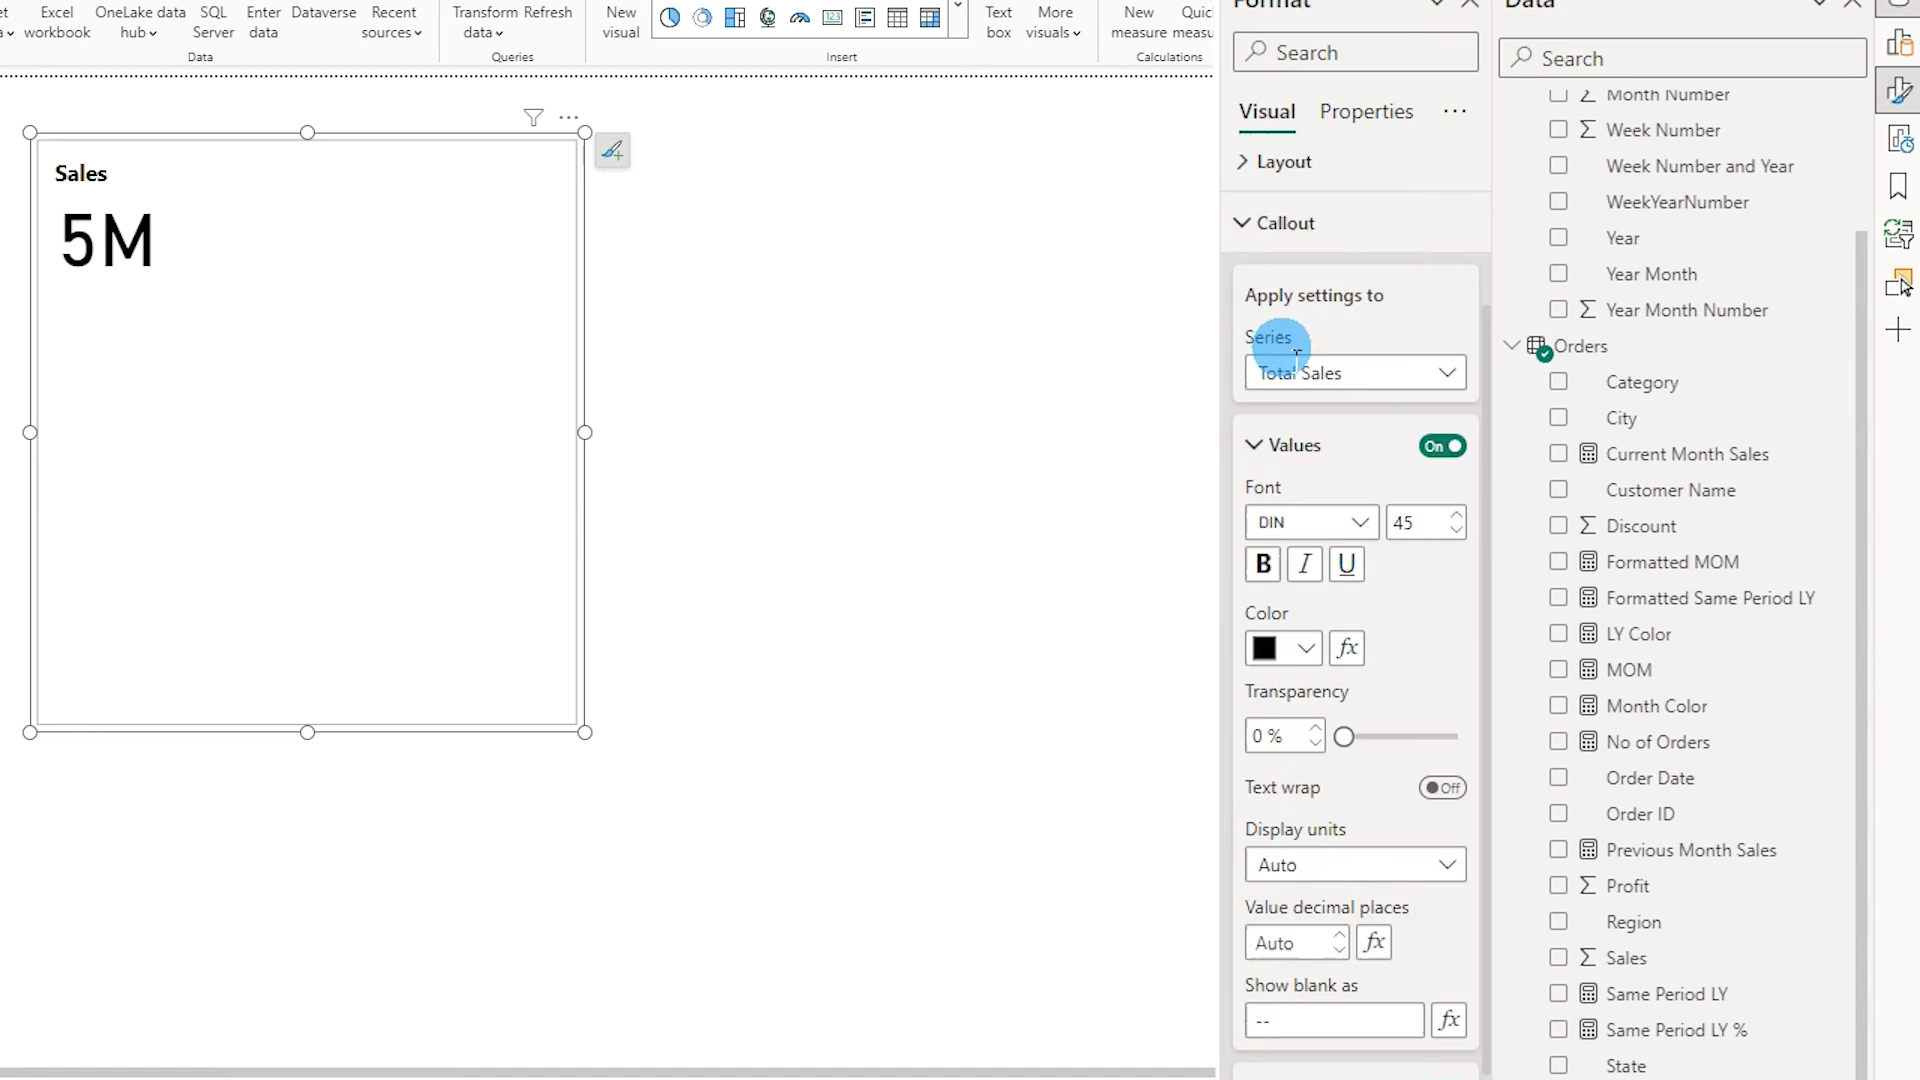 Excel
workbook
OneLake data
hub
SQL
Server
Enter
data
Dataverse
Recent
sources
Data
Transform
data
Refresh
Queries
New
visual
Text
box
More
visuals
Insert
New
measure
Quick
measu
Calculations
Sales
5M
Format
Search
Visual
Properties
...
Layout
Callout
Apply settings to
Series
Total Sales
Values
On
Font
DIN
45
B
I
U
Color
fx
Transparency
0 %
Text wrap
Off
Display units
Auto
Value decimal places
Auto
fx
Show blank as
--
fx
Data
Search
Month Number
Week Number
Week Number and Year
WeekYearNumber
Year
Year Month
Year Month Number
Orders
Category
City
Current Month Sales
Customer Name
Discount
Formatted MOM
Formatted Same Period LY
LY Color
MOM
Month Color
No of Orders
Order Date
Order ID
Previous Month Sales
Profit
Region
Sales
Same Period LY
Same Period LY %
State